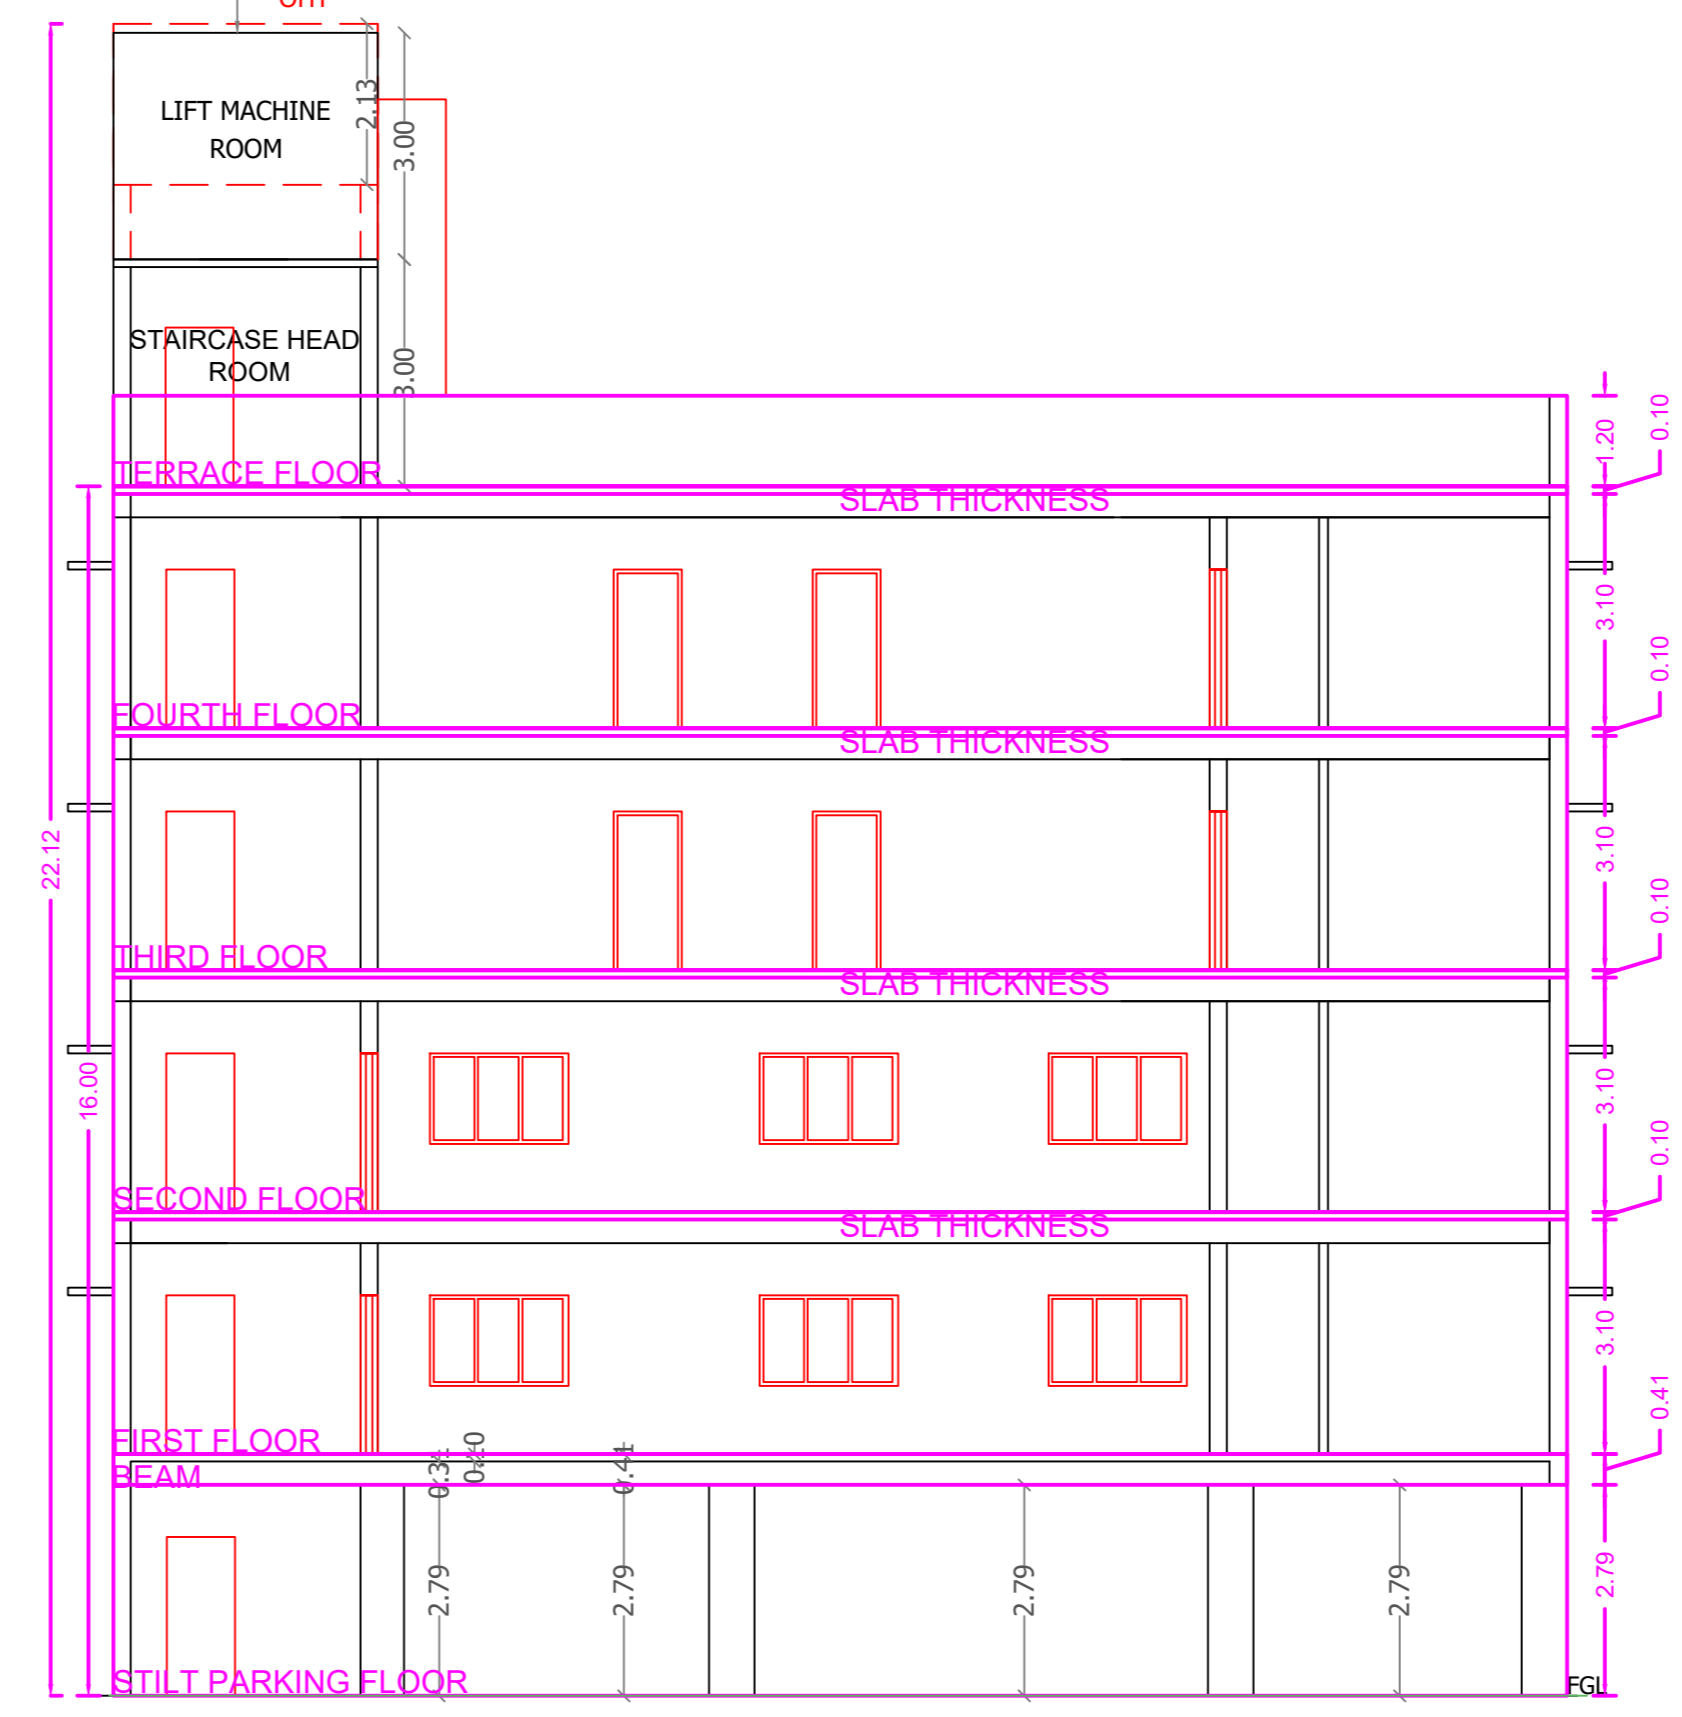 2.13
3.00
LIFT MACHINE
ROOM
3.00
STAIRCASE HEAD
ROOM
1.20
0.10
TERRACE FLOOR
SLAB THICKNESS
3.10
0.10
FOURTH FLOOR
SLAB THICKNESS
22.12
3.10
0.10
THIRD FLOOR
SLAB THICKNESS
16.00
3.10
0.10
SECOND FLOOR
SLAB THICKNESS
3.10
0.41
FIRST FLOOR
0.41
BEAM
2.79
2.79
2.79
2.79
2.79
STILT PARKING FLOOR
FGL